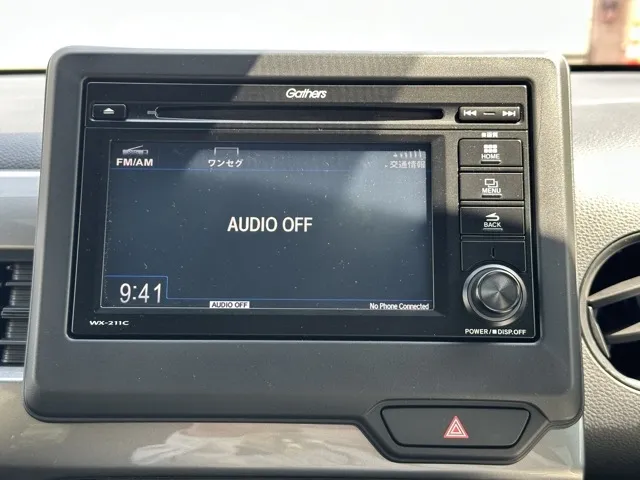 Gathers
HOME
MENU
BACK
FM/AM
ワンセグ
交通情報
AUDIO OFF
9:41
AUDIO OFF
No Phone Connected
WX-211C
POWER/■DISP.OFF